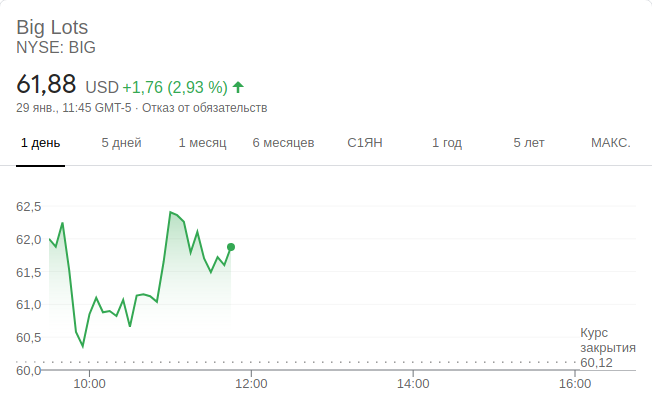 Big Lots
NYSE: BIG
61,88 USD +1,76 (2,93 %)
29 янв., 11:45 GMT-5 · Отказ от обязательств
1 день 5 дней 1 месяц 6 месяцев С1ЯН 1 год 5 лет МАКС.
62,5
62,0
61,5
61,0
60,5
60,0
Курс
закрытия
60,12
10:00 12:00 14:00 16:00